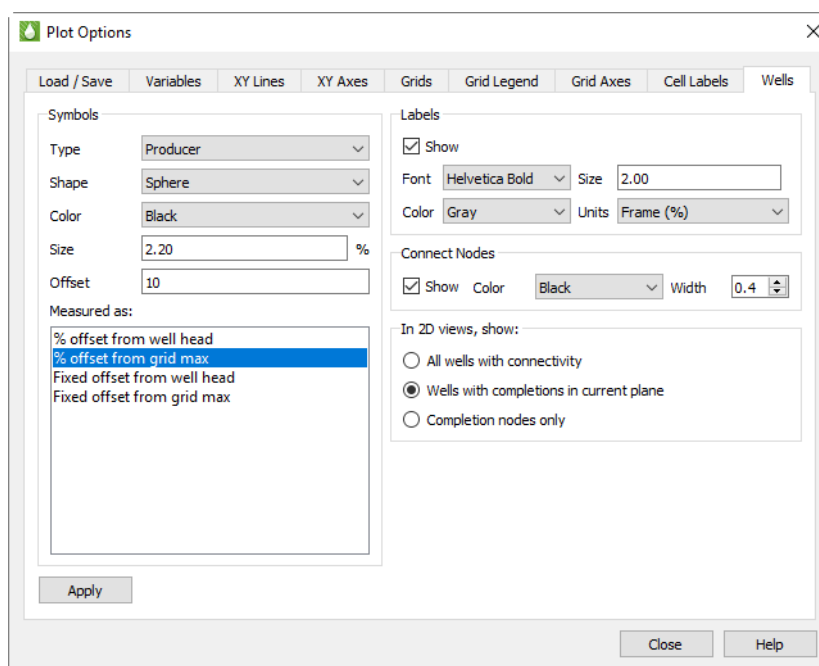 Plot Options
Load / Save Variables XY Lines XY Axes Grids Grid Legend Grid Axes Cell Labels Wells
Symbols
Type Producer
Shape Sphere
Color Black
Size 2.20 %
Offset 10
Measured as:
% offset from well head
% offset from grid max
Fixed offset from well head
Fixed offset from grid max
Apply
Labels
Show
Font Helvetica Bold Size 2.00
Color Gray Units Frame (%)
Connect Nodes
Show Color Black Width 0.4
In 2D views, show:
All wells with connectivity
Wells with completions in current plane
Completion nodes only
Close Help